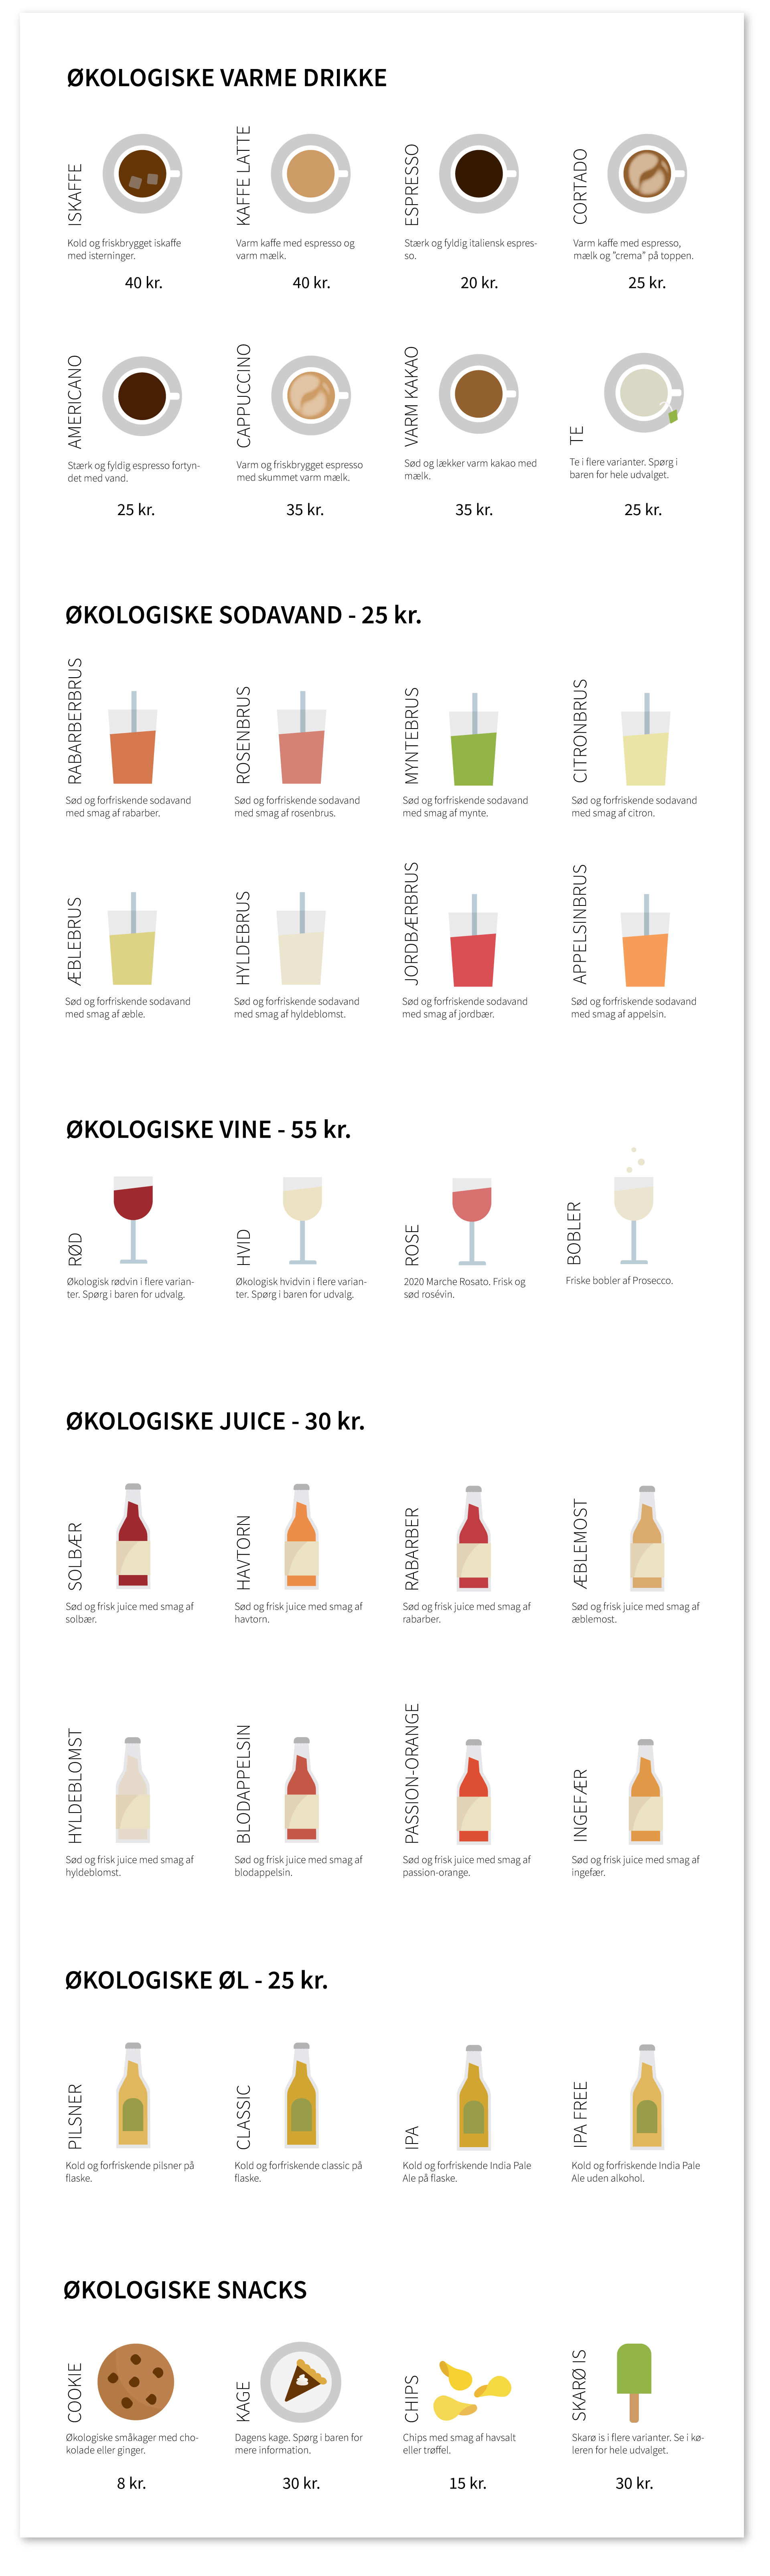 ØKOLOGISKE VARME DRIKKE
ISKAFFE
Kold og friskbrygget iskaffe
med isterninger.
40 kr.
KAFFE LATTE
Varm kaffe med espresso og
varm mælk.
40 kr.
ESPRESSO
Stærk og fyldig italiensk espres-
so.
20 kr.
CORTADO
Varm kaffe med espresso,
mælk og "crema" på toppen.
25 kr.
AMERICANO
Stærk og fyldig espresso fortyn-
det med vand.
25 kr.
CAPPUCCINO
Varm og friskbrygget espresso
med skummet varm mælk.
35 kr.
VARM KAKAO
Sød og lækker varm kakao med
mælk.
35 kr.
TE
Te i flere varianter. Spørg i
baren for hele udvalget.
25 kr.
ØKOLOGISKE SODAVAND - 25 kr.
RABARBERBRUS
Sød og forfriskende sodavand
med smag af rabarber.
ROSENBRUS
Sød og forfriskende sodavand
med smag af rosenbrus.
MYNTEBRUS
Sød og forfriskende sodavand
med smag af mynte.
CITRONBRUS
Sød og forfriskende sodavand
med smag af citron.
ÆBLEBRUS
Sød og forfriskende sodavand
med smag af æble.
HYLDEBRUS
Sød og forfriskende sodavand
med smag af hyldeblomst.
JORDBÆRBRUS
Sød og forfriskende sodavand
med smag af jordbær.
APPELSINBRUS
Sød og forfriskende sodavand
med smag af appelsin.
ØKOLOGISKE VINE - 55 kr.
RØD
Økologisk rødvin i flere varian-
ter. Spørg i baren for udvalg.
HVID
Økologisk hvidvin i flere varian-
ter. Spørg i baren for udvalg.
ROSE
2020 Marche Rosato. Frisk og
sød rosévin.
BOBLER
Friske bobler af Prosecco.
ØKOLOGISKE JUICE - 30 kr.
SOLBÆR
Sød og frisk juice med smag af
solbær.
HAVTORN
Sød og frisk juice med smag af
havtorn.
RABARBER
Sød og frisk juice med smag af
rabarber.
ÆBLEMOST
Sød og frisk juice med smag af
æblemost.
HYLDEBLOMST
Sød og frisk juice med smag af
hyldeblomst.
BLODAPPELSIN
Sød og frisk juice med smag af
blodappelsin.
PASSION-ORANGE
Sød og frisk juice med smag af
passion-orange.
INGEFÆR
Sød og frisk juice med smag af
ingefær.
ØKOLOGISKE ØL - 25 kr.
PILSNER
Kold og forfriskende pilsner på
flaske.
CLASSIC
Kold og forfriskende classic på
flaske.
IPA
Kold og forfriskende India Pale
Ale på flaske.
IPA FREE
Kold og forfriskende India Pale
Ale uden alkohol.
ØKOLOGISKE SNACKS
COOKIE
Økologiske småkager med cho-
kolade eller ginger.
8 kr.
KAGE
Dagens kage. Spørg i baren for
mere information.
30 kr.
CHIPS
Chips med smag af havsalt
eller trøffel.
15 kr.
SKARØ IS
Skarø is i flere varianter. Se i kø-
leren for hele udvalget.
30 kr.